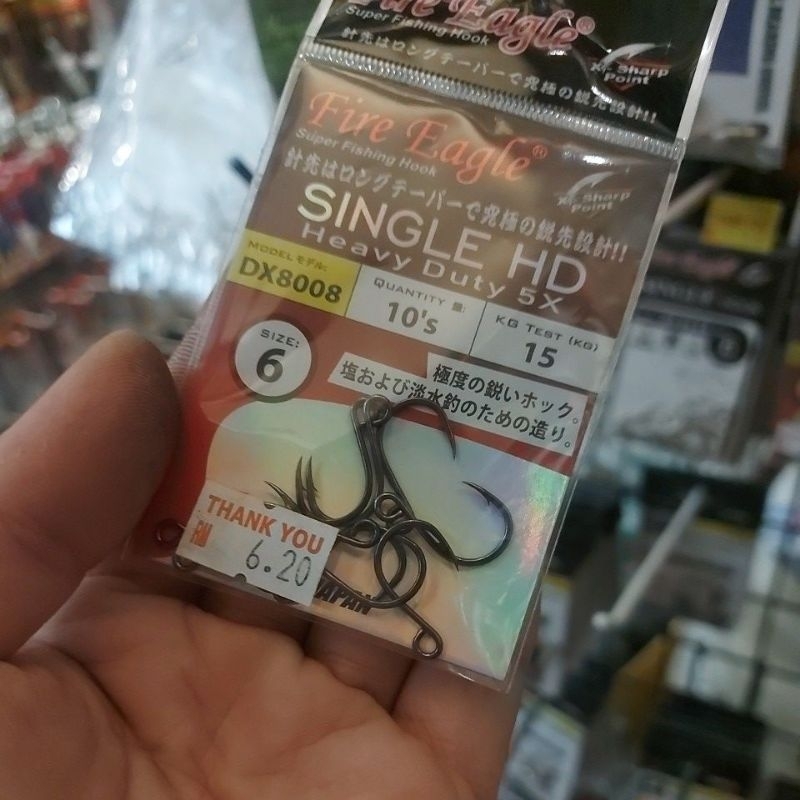 Fire Eagle®
Super Fishing Hook
針先はロングテーパーで究極の鋭先設計!!
Sharp
Point
Fire Eagle®
Super Fishing Hook
針先はロングテーパーで究極の鋭先設計!!
Sharp
Point
SINGLE HD
Heavy Duty 5X
MODEL モデル:
DX8008
QUANTITY 量:
10's
KG TEST (KG)
15
SIZE:
6
極度の鋭いホック。
塩および淡水釣のための造り。
THANK YOU
RM
6.20
JAPAN